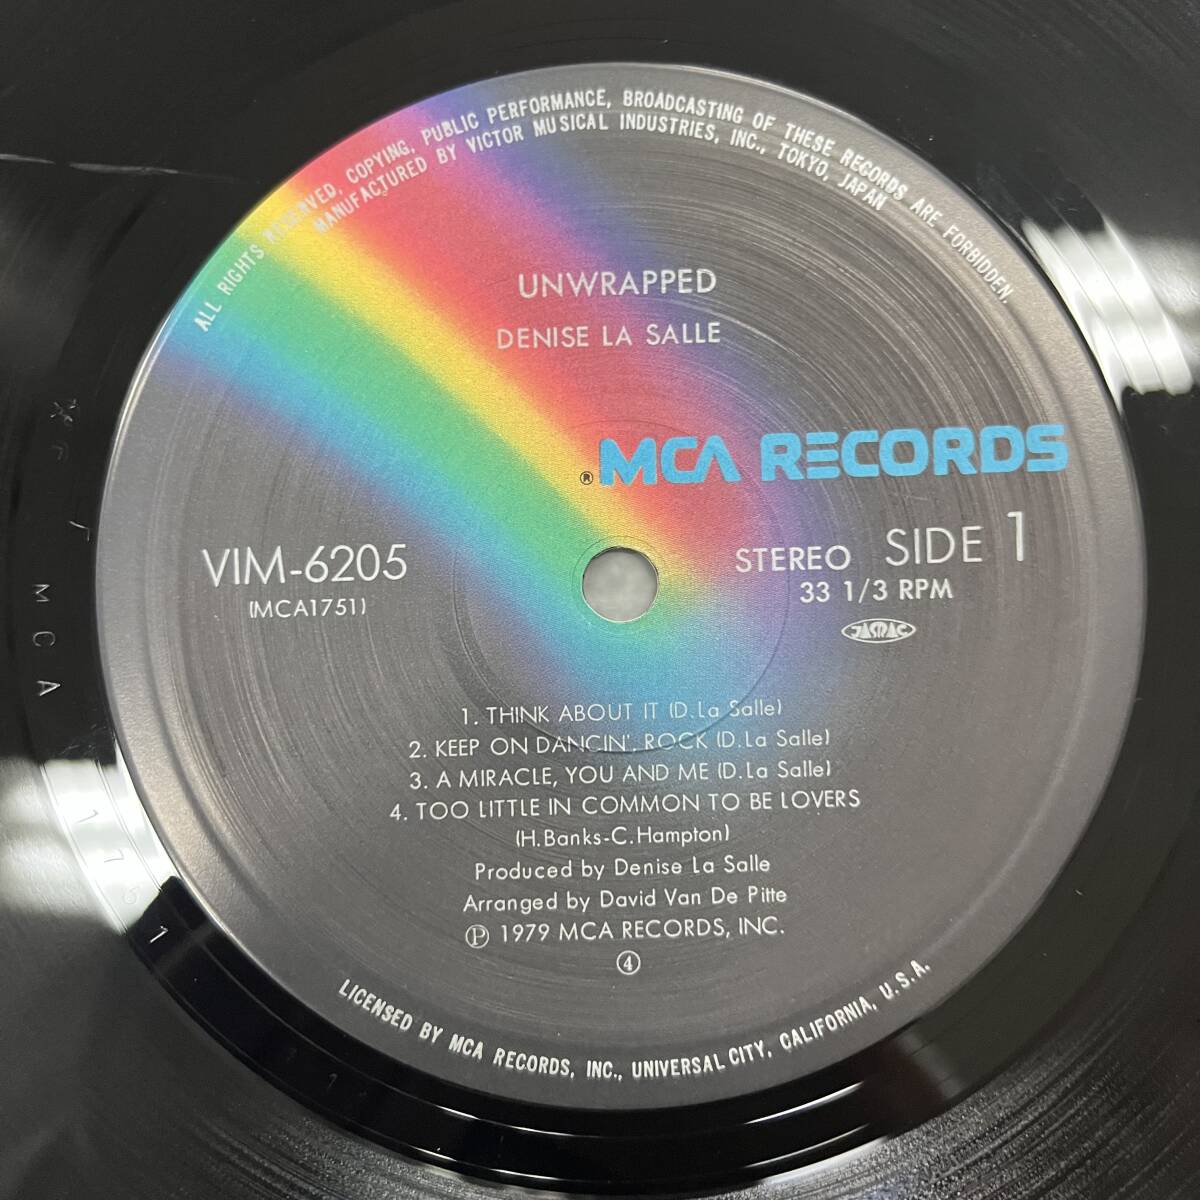 ALL RIGHTS RESERVED, COPYING, PUBLIC PERFORMANCE, BROADCASTING OF THESE RECORDS ARE FORBIDDEN.
MANUFACTURED BY VICTOR MUSICAL INDUSTRIES, INC., TOKYO, JAPAN
UNWRAPPED
DENISE LA SALLE
® MCA RECORDS
VIM-6205
(MCA1751)
STEREO SIDE 1
33 1/3 RPM
JASRAC
1. THINK ABOUT IT (D.La Salle)
2. KEEP ON DANCIN', ROCK (D.La Salle)
3. A MIRACLE, YOU AND ME (D.La Salle)
4. TOO LITTLE IN COMMON TO BE LOVERS
(H.Banks-C.Hampton)
Produced by Denise La Salle
Arranged by David Van De Pitte
℗ 1979 MCA RECORDS, INC.
④
LICENSED BY MCA RECORDS, INC., UNIVERSAL CITY, CALIFORNIA, U.S.A.
MCA